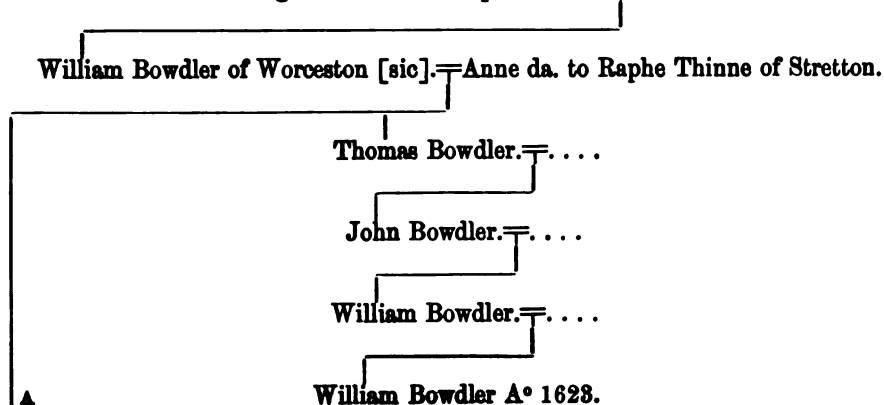 William Bowdler of Worceston [sic].=Anne da. to Raphe Thinne of Stretton.
Thomas Bowdler.=. . . .
John Bowdler.=. . . .
William Bowdler.=. . . .
William Bowdler Aº 1623.
A